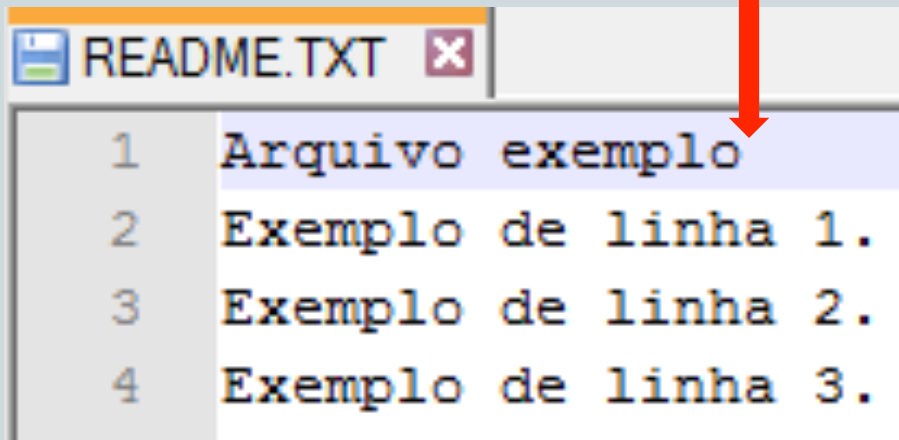 README.TXT
1 Arquivo exemplo
2 Exemplo de linha 1.
3 Exemplo de linha 2.
4 Exemplo de linha 3.